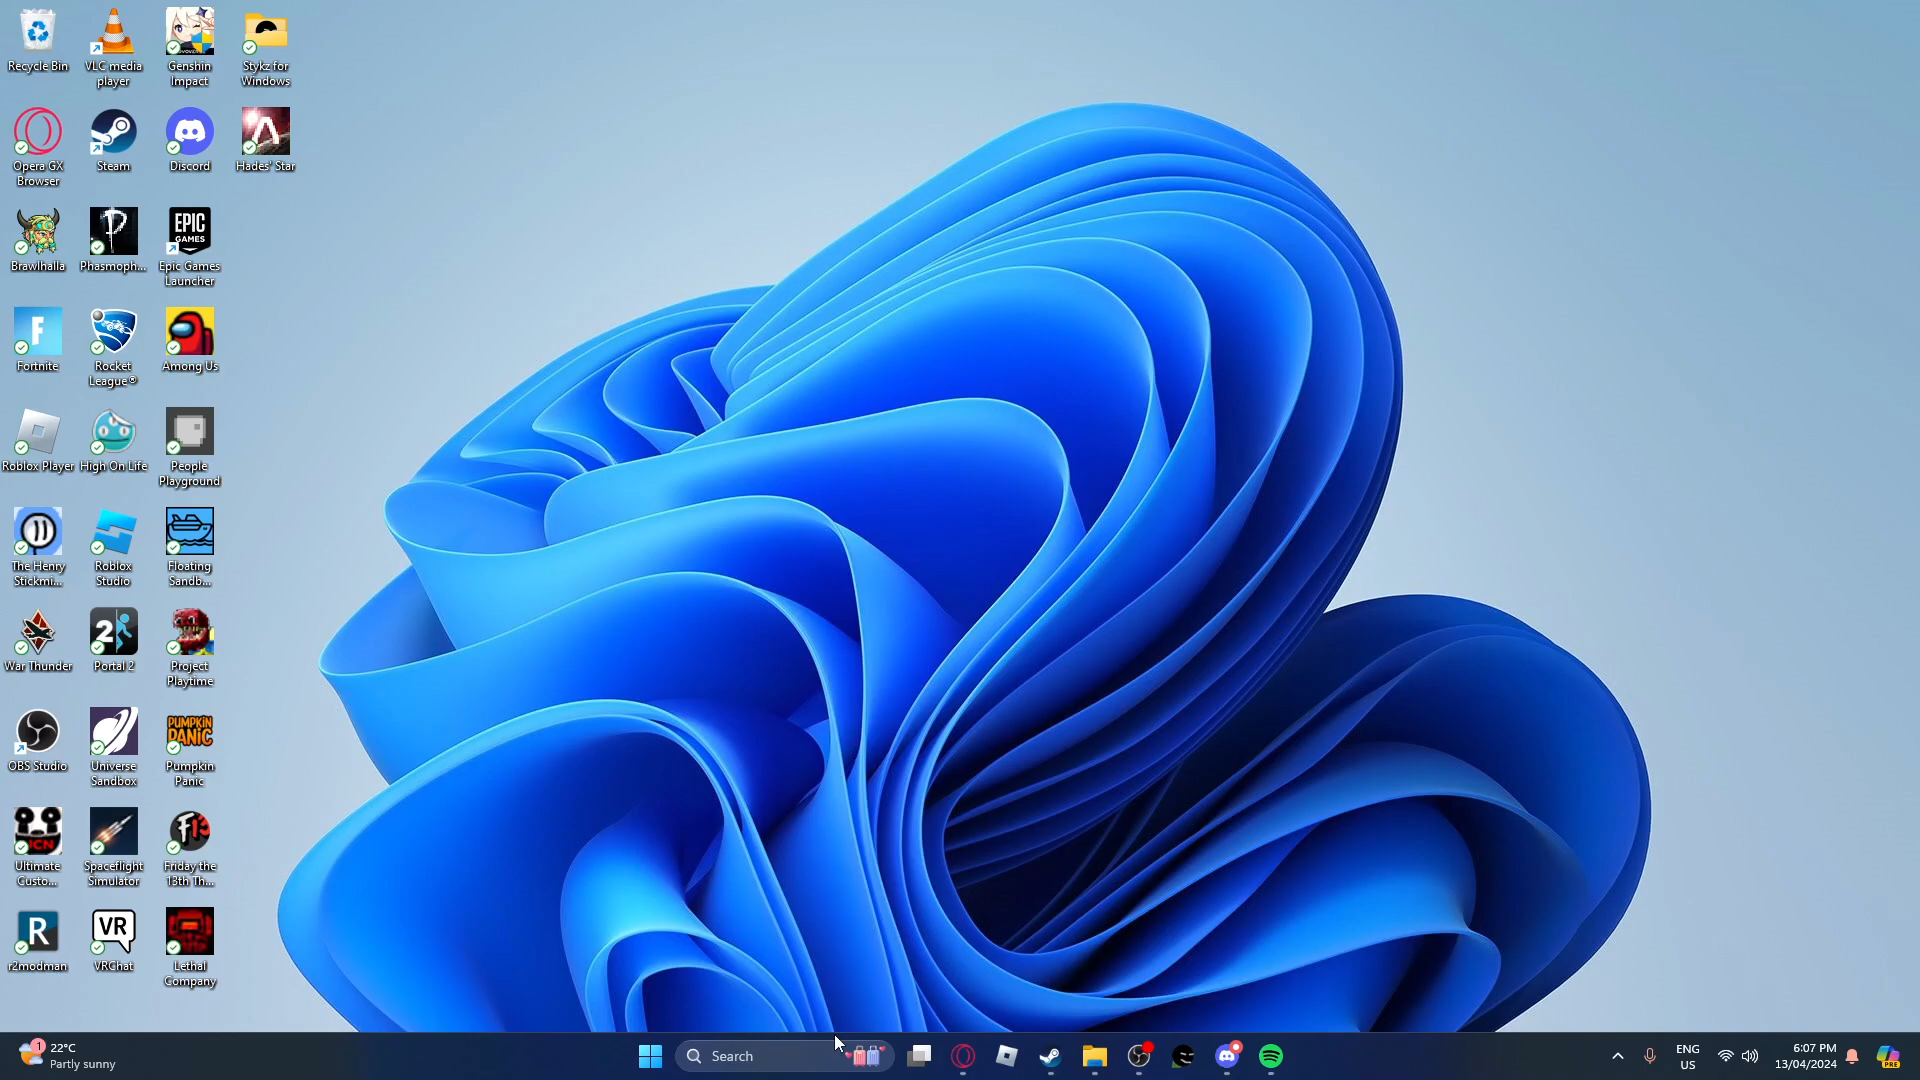 Recycle Bin
VLC media
player
Genshin
Impact
Stykz for
Windows
Opera GX
Browser
Steam
Discord
Hades' Star
Brawlhalla
Phasmoph...
EPIC
GAMES
Epic Games
Launcher
F
Fortnite
Rocket
League®
Among Us
Roblox Player
High On Life
People
Playground
The Henry
Stickmi...
Roblox
Studio
Floating
Sandb...
War Thunder
2
Portal 2
Project
Playtime
OBS Studio
Universe
Sandbox
PUMPKIN
PANIC
Pumpkin
Panic
UCN
Ultimate
Custo...
Spaceflight
Simulator
Friday the
13th Th...
R
r2modman
VR
VRChat
Lethal
Company
1
22°C
Partly sunny
Search
ENG
US
6:07 PM
13/04/2024
PRE